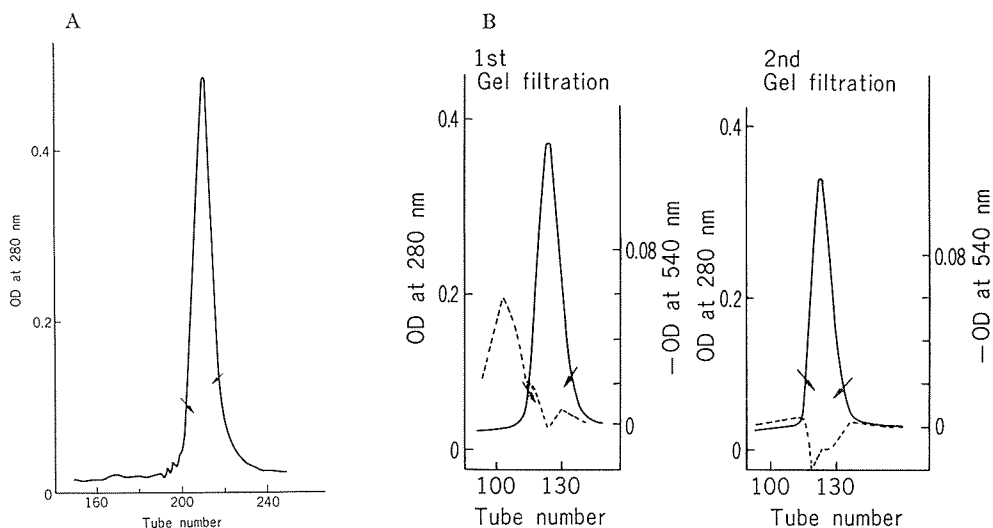 A
OD at 280 nm
0.4
0.2
0
160
200
240
Tube number
B
1st
Gel filtration
OD at 280 nm
0.4
0.2
0
0.08
0
—OD at 540 nm
100
130
Tube number
2nd
Gel filtration
OD at 280 nm
0.4
0.2
0
0.08
0
—OD at 540 nm
100
130
Tube number